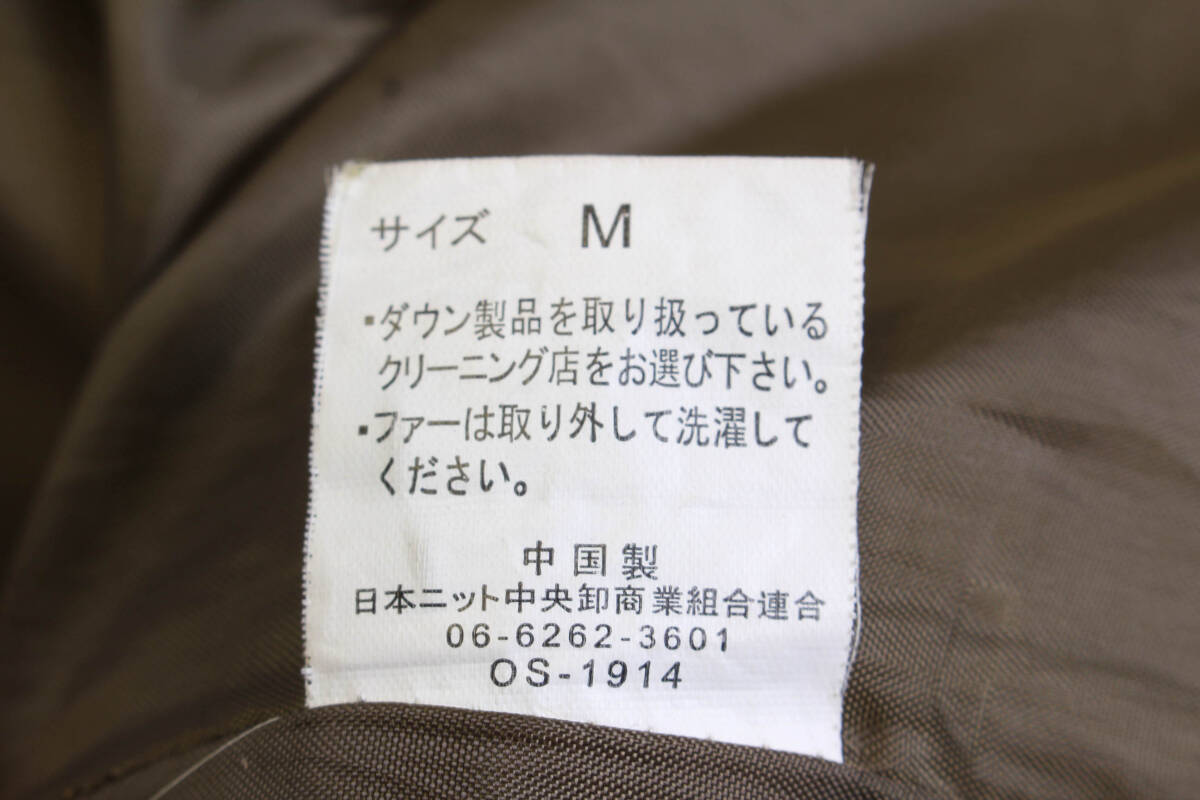 サイズ M
・ダウン製品を取り扱っている
クリーニング店をお選び下さい。
・ファーは取り外して洗濯して
ください。
中国製
日本ニット中央卸商業組合連合
06-6262-3601
OS-1914